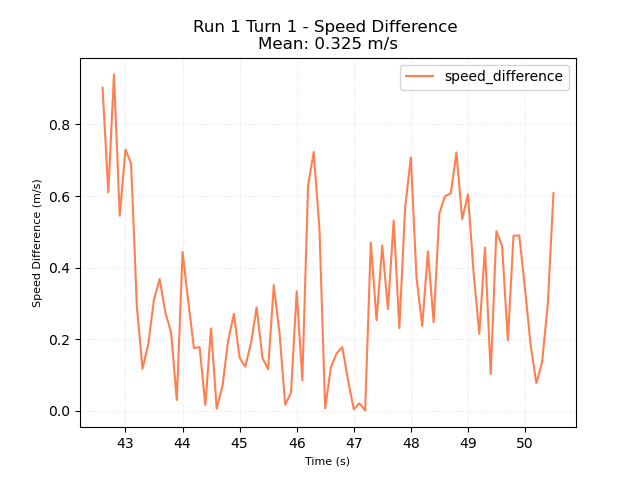 Run 1 Turn 1 - Speed Difference
Mean: 0.325 m/s
speed_difference
Speed Difference (m/s)
0.8
0.6
0.4
0.2
0.0
43 44 45 46 47 48 49 50
Time (s)